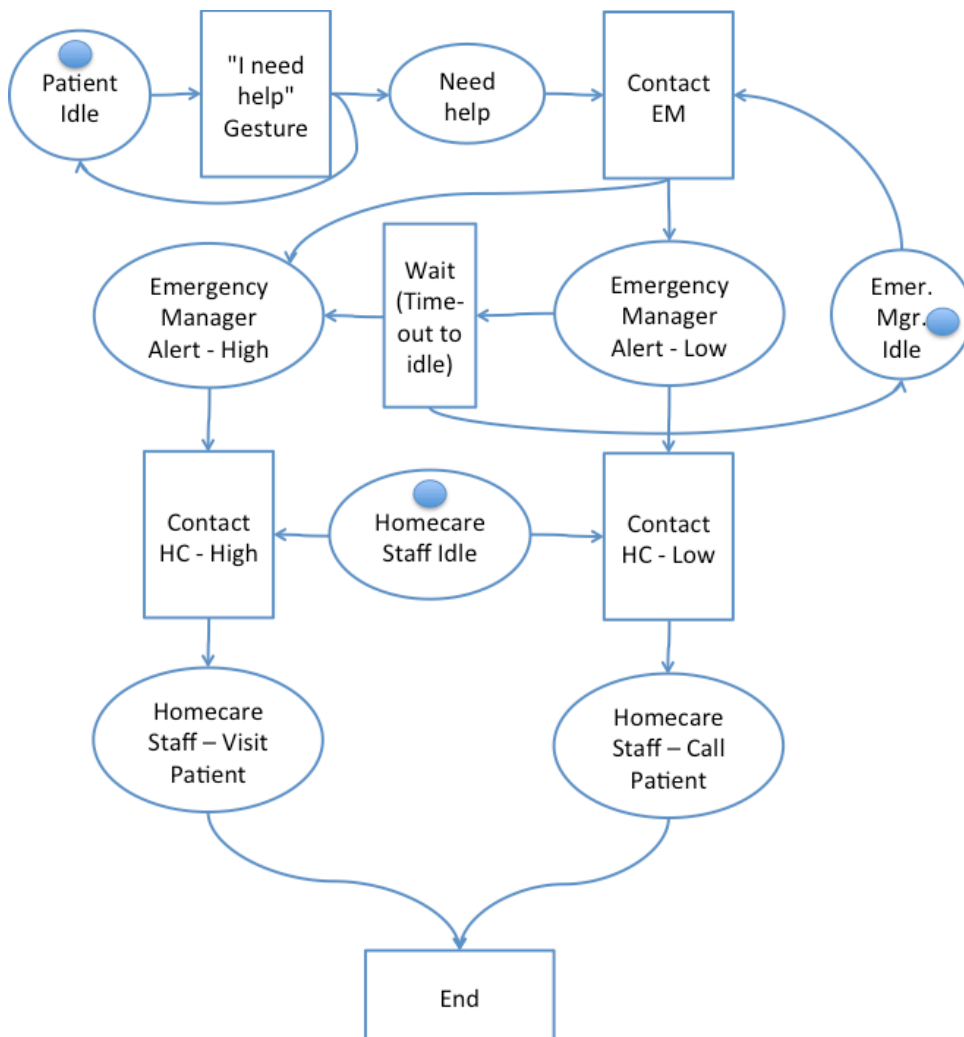 Patient
Idle
"I need
help"
Gesture
Need
help
Contact
EM
Emergency
Manager
Alert - High
Wait
(Time-
out to
idle)
Emergency
Manager
Alert - Low
Emer.
Mgr.
Idle
Contact
HC - High
Homecare
Staff Idle
Contact
HC - Low
Homecare
Staff – Visit
Patient
Homecare
Staff – Call
Patient
End